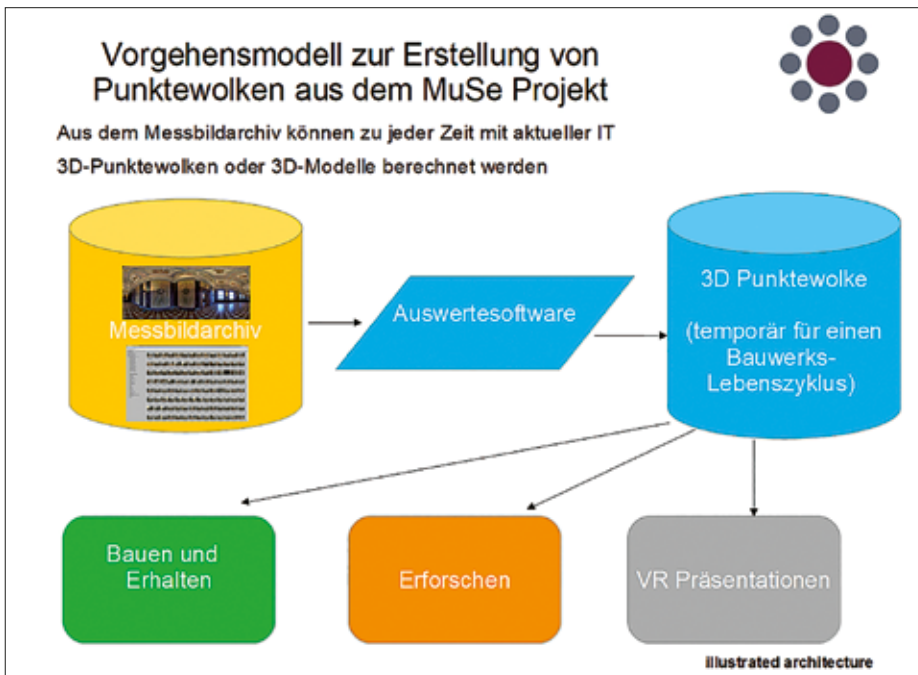 Vorgehensmodell zur Erstellung von
Punktewolken aus dem MuSe Projekt
Aus dem Messbildarchiv können zu jeder Zeit mit aktueller IT
3D-Punktewolken oder 3D-Modelle berechnet werden
Messbildarchiv
Auswertesoftware
3D Punktewolke
(temporär für einen
Bauwerks-
Lebenszyklus)
Bauen und
Erhalten
Erforschen
VR Präsentationen
illustrated architecture